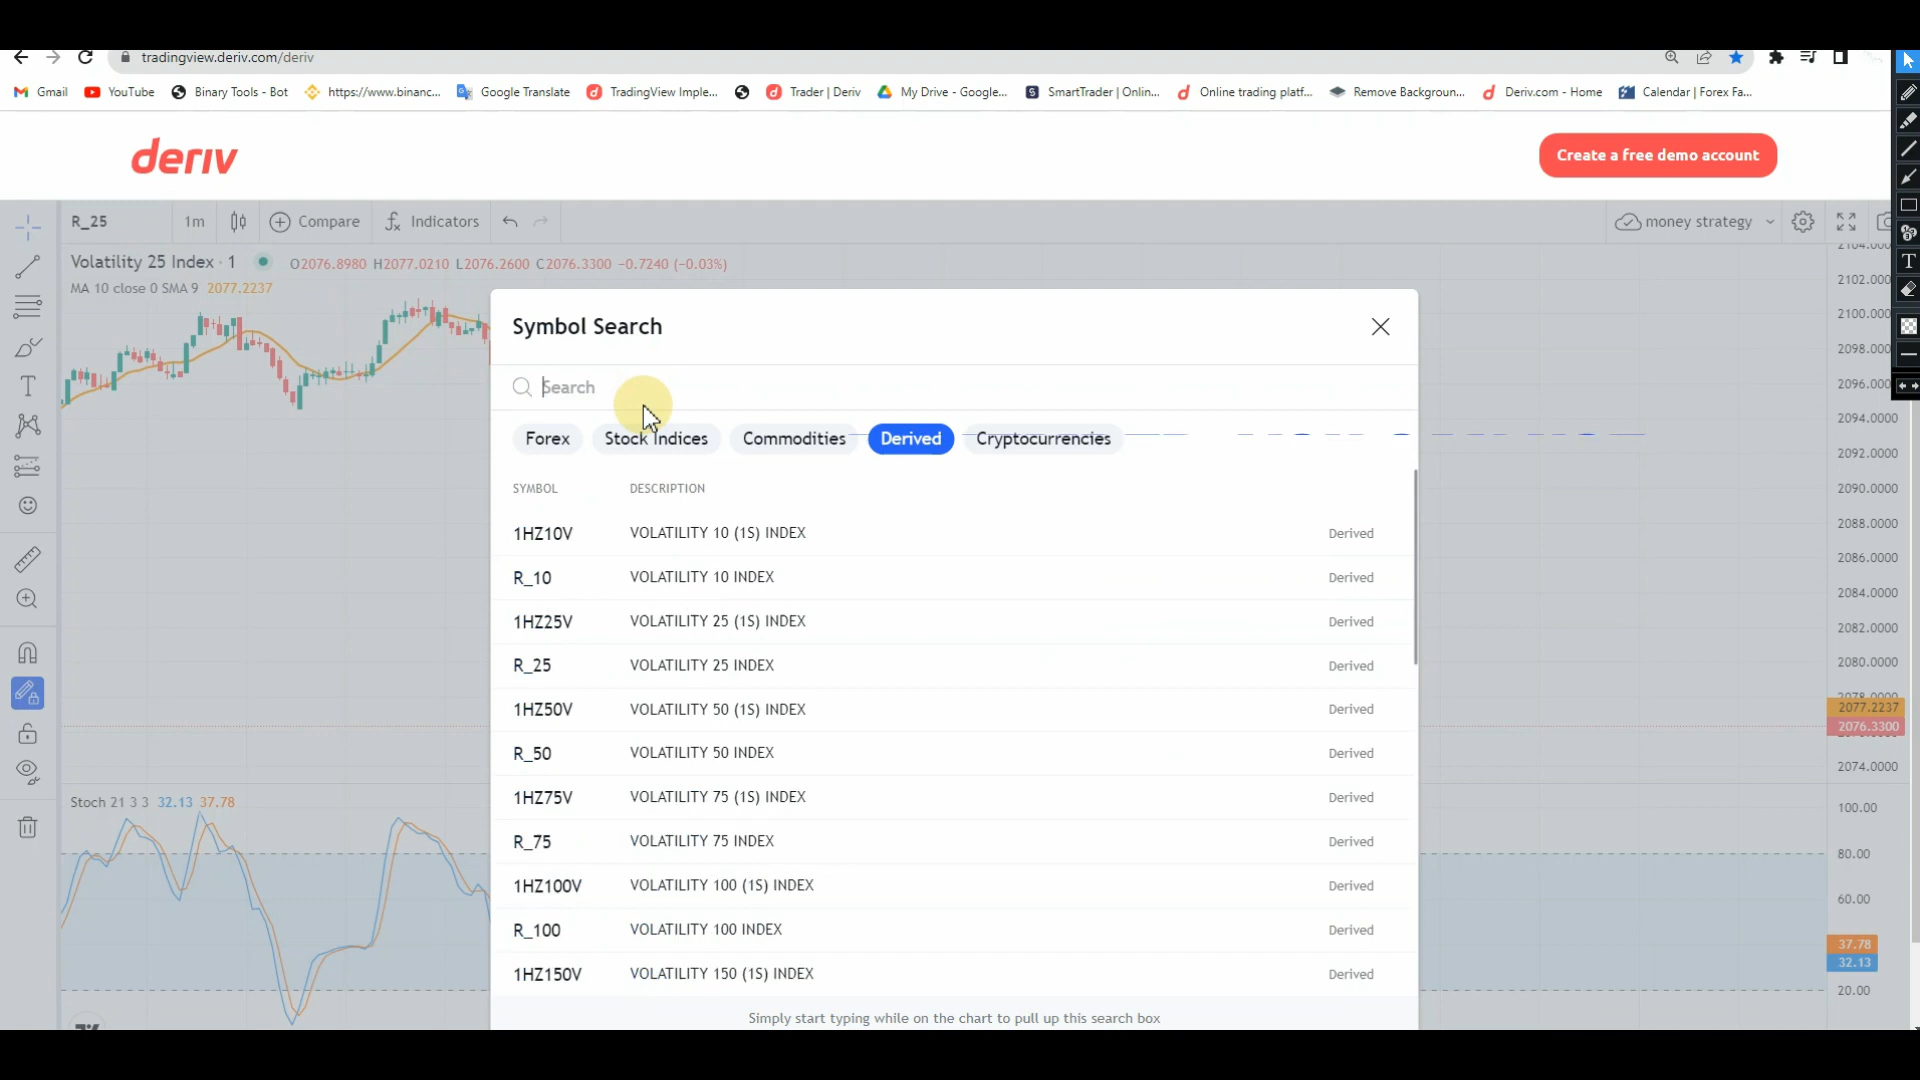 tradingview.deriv.com/deriv
Gmail YouTube Binary Tools - Bot https://www.binanc... Google Translate TradingView Imple... Trader | Deriv My Drive - Google... SmartTrader | Onlin... Online trading platf... Remove Backgroun... Deriv.com - Home Calendar | Forex Fa...
deriv Create a free demo account
R_25 1m Compare Indicators money strategy
Volatility 25 Index · 1 O2076.8980 H2077.0210 L2076.2600 C2076.3300 −0.7240 (−0.03%)
MA 10 close 0 SMA 9 2077.2237
2102.000
2100.000
2098.000
2096.000
2094.0000
2092.0000
2090.0000
2088.0000
2086.0000
2084.0000
2082.0000
2080.0000
2077.2237
2076.3300
2074.0000
Symbol Search
Search
Forex Stock Indices Commodities Derived Cryptocurrencies
SYMBOL DESCRIPTION
1HZ10V VOLATILITY 10 (1S) INDEX Derived
R_10 VOLATILITY 10 INDEX Derived
1HZ25V VOLATILITY 25 (1S) INDEX Derived
R_25 VOLATILITY 25 INDEX Derived
1HZ50V VOLATILITY 50 (1S) INDEX Derived
R_50 VOLATILITY 50 INDEX Derived
1HZ75V VOLATILITY 75 (1S) INDEX Derived
R_75 VOLATILITY 75 INDEX Derived
1HZ100V VOLATILITY 100 (1S) INDEX Derived
R_100 VOLATILITY 100 INDEX Derived
1HZ150V VOLATILITY 150 (1S) INDEX Derived
Simply start typing while on the chart to pull up this search box
Stoch 21 3 3 32.13 37.78
100.00
80.00
60.00
37.78
32.13
20.00